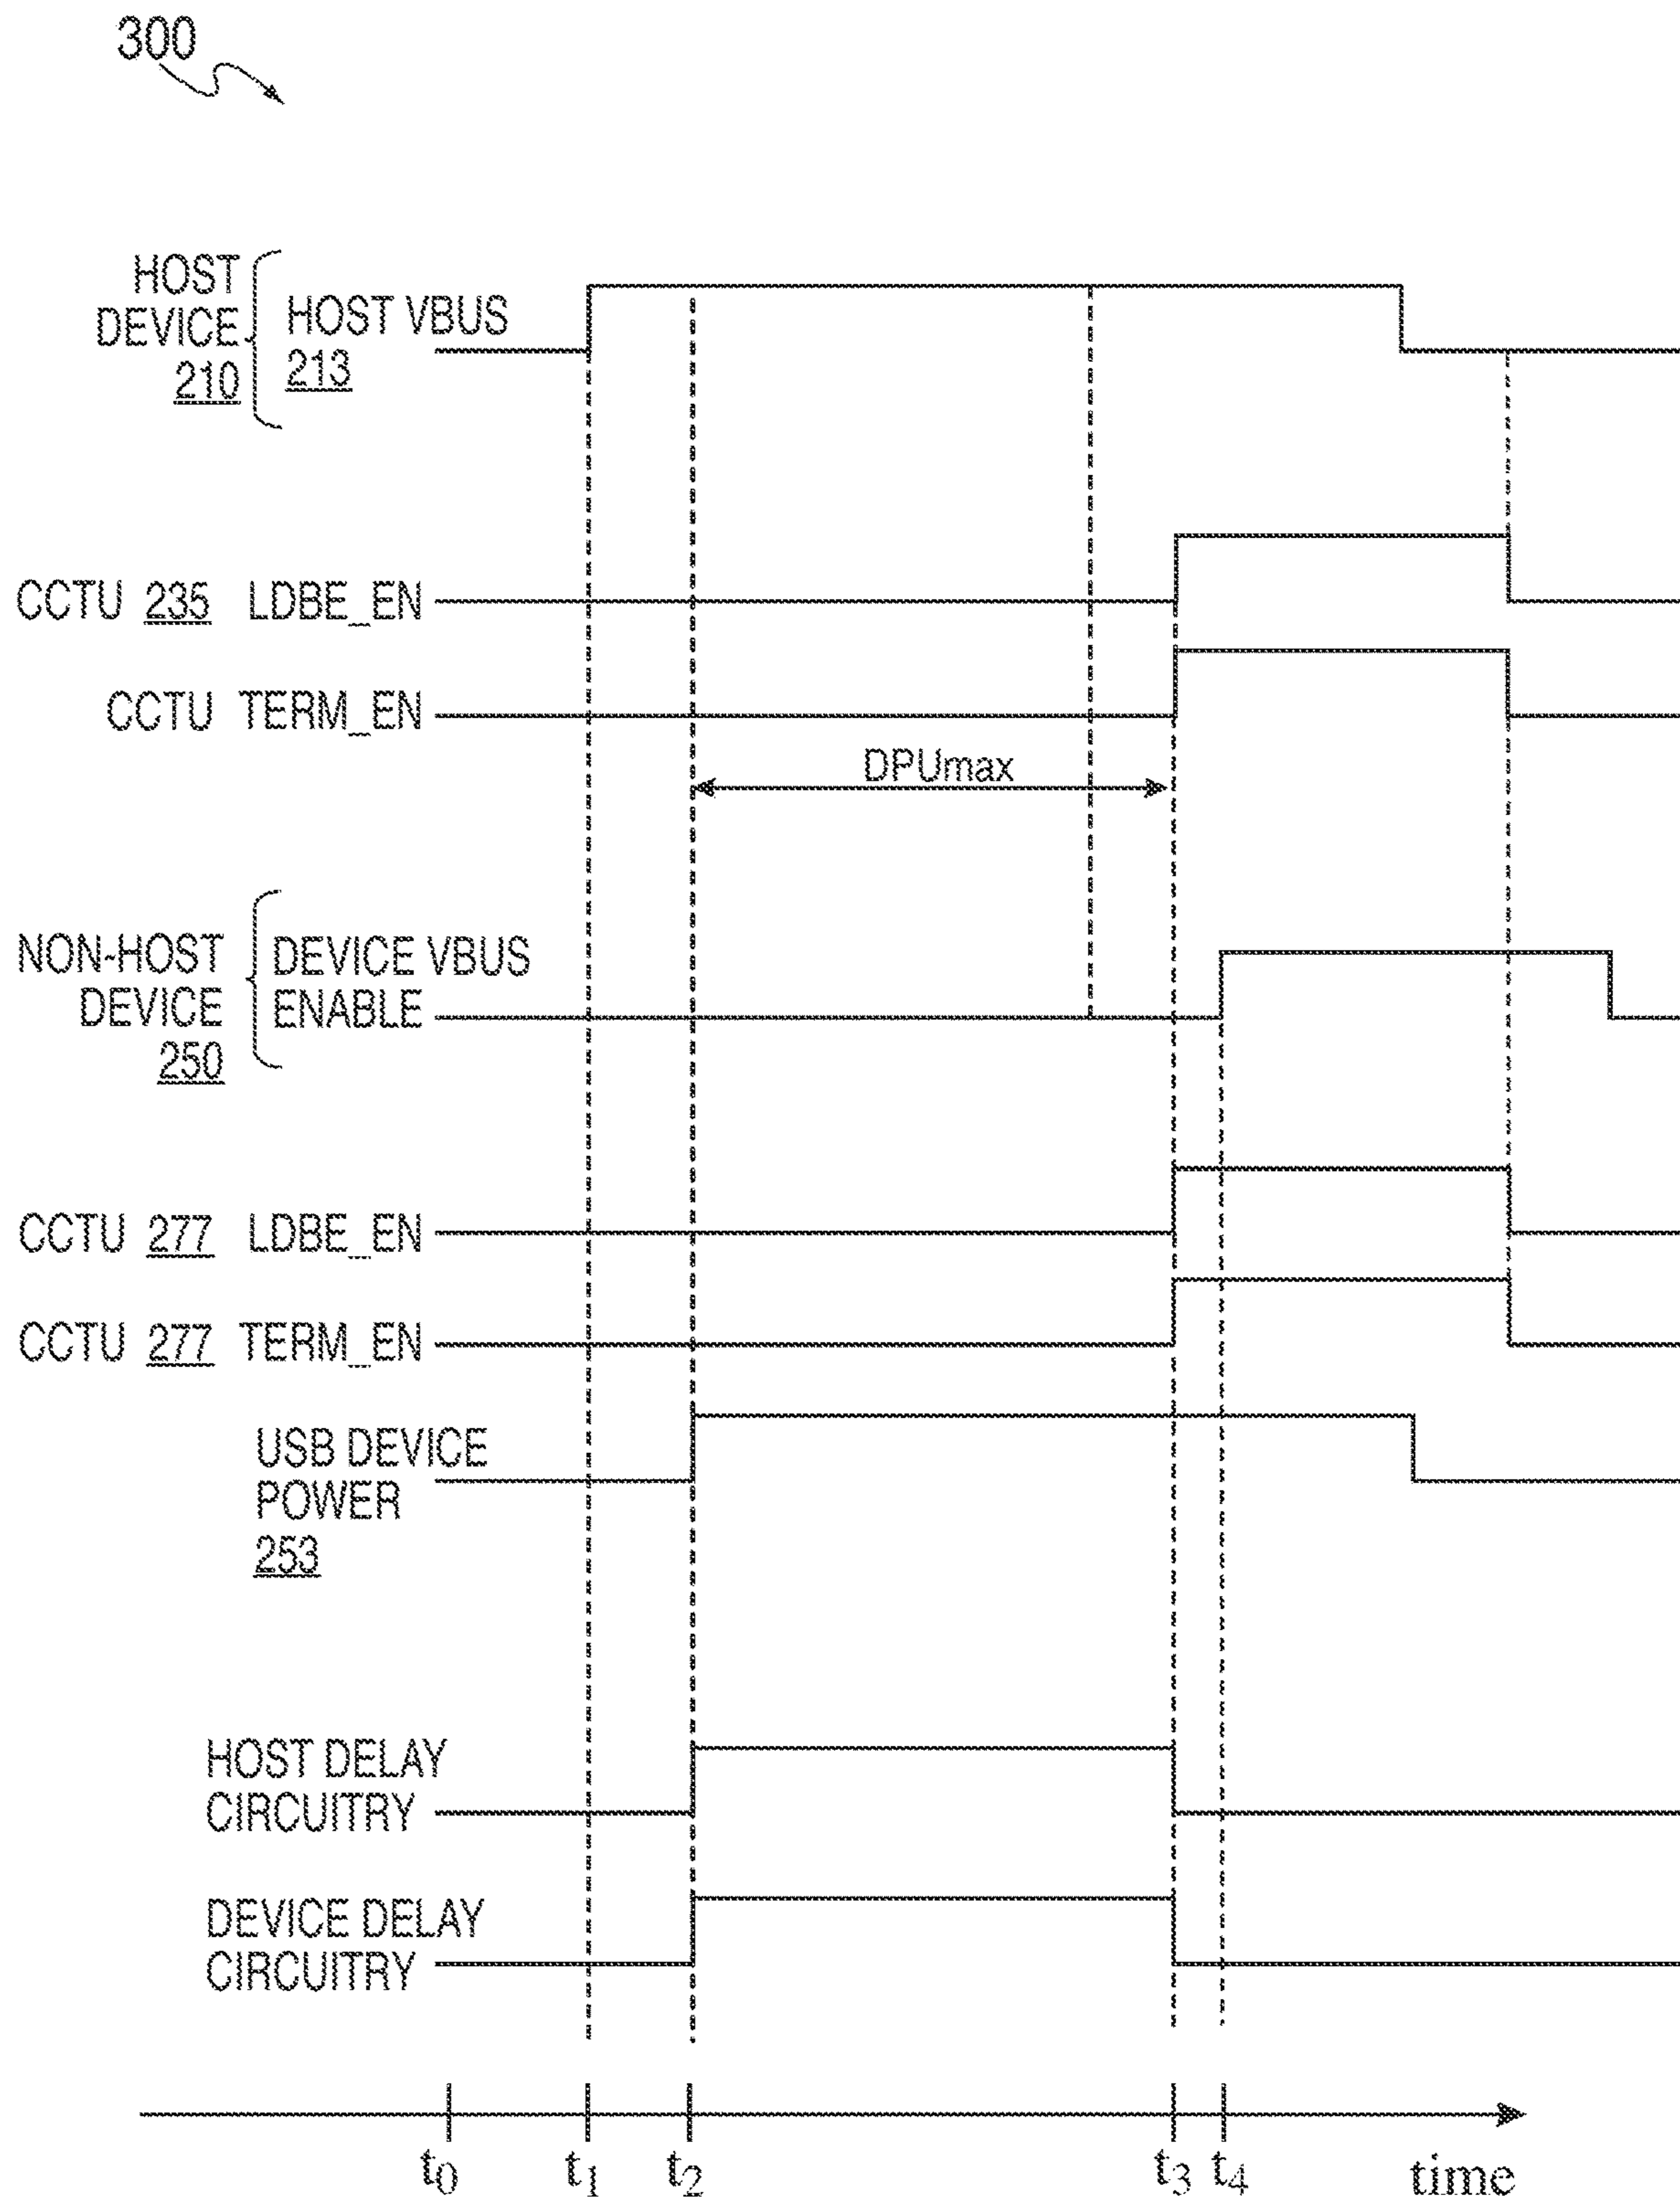 300
HOST
DEVICE
210
HOST VBUS
213
CCTU 235 LDBE_EN
CCTU TERM_EN
DPUmax
NON-HOST
DEVICE
250
DEVICE VBUS
ENABLE
CCTU 277 LDBE_EN
CCTU 277 TERM_EN
USB DEVICE
POWER
253
HOST DELAY
CIRCUITRY
DEVICE DELAY
CIRCUITRY
t0 t1 t2 t3 t4 time